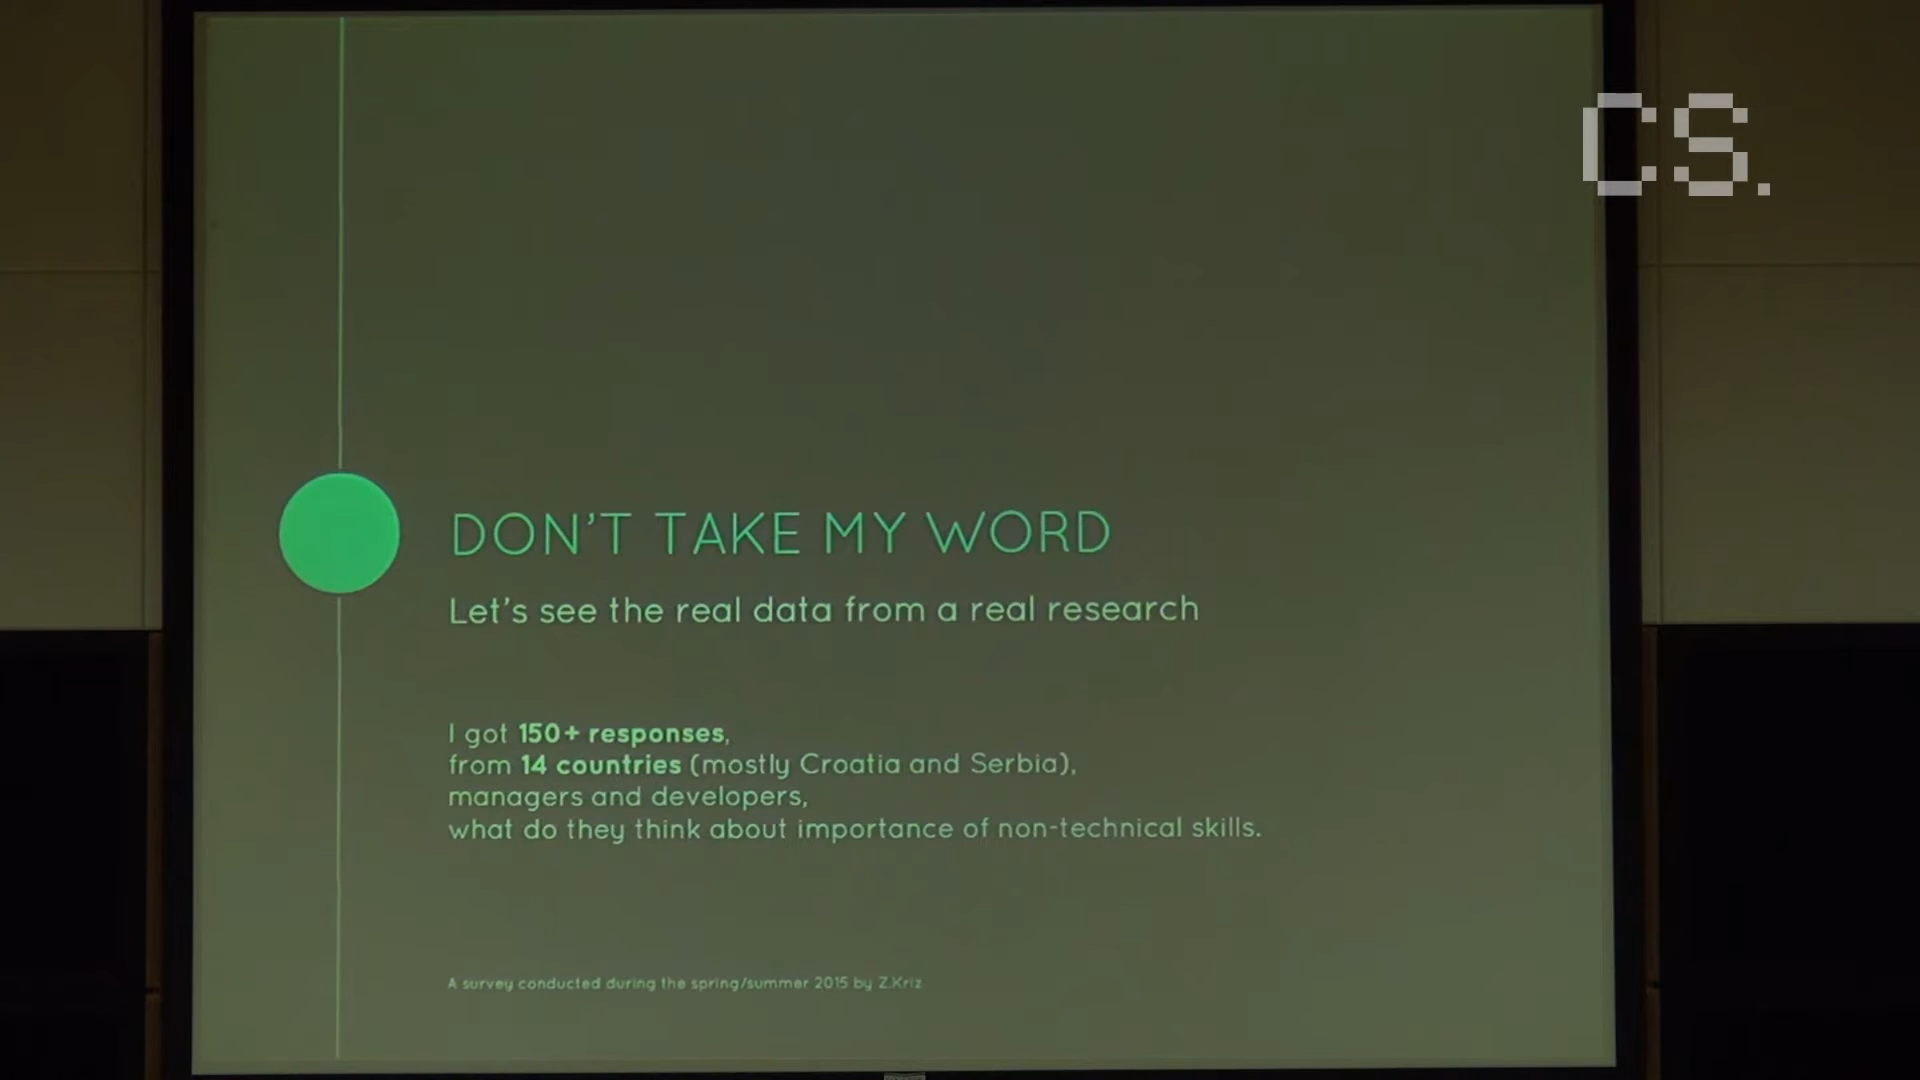 CS.
DON'T TAKE MY WORD
Let's see the real data from a real research
I got 150+ responses,
from 14 countries (mostly Croatia and Serbia),
managers and developers,
what do they think about importance of non-technical skills.
A survey conducted during the spring/summer 2015 by Z.Kriz